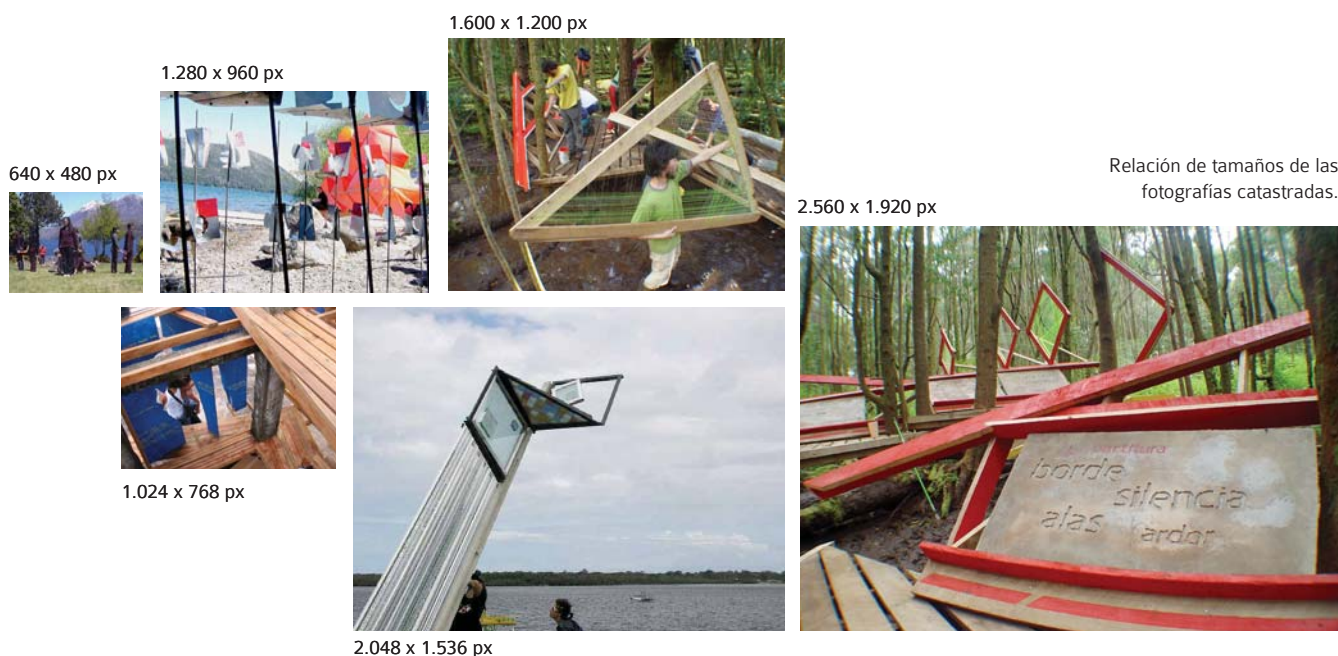 1.600 x 1.200 px
1.280 x 960 px
640 x 480 px
Relación de tamaños de las
fotografías catastradas.
2.560 x 1.920 px
partitura
borde
silencia
alas ardor
1.024 x 768 px
2.048 x 1.536 px